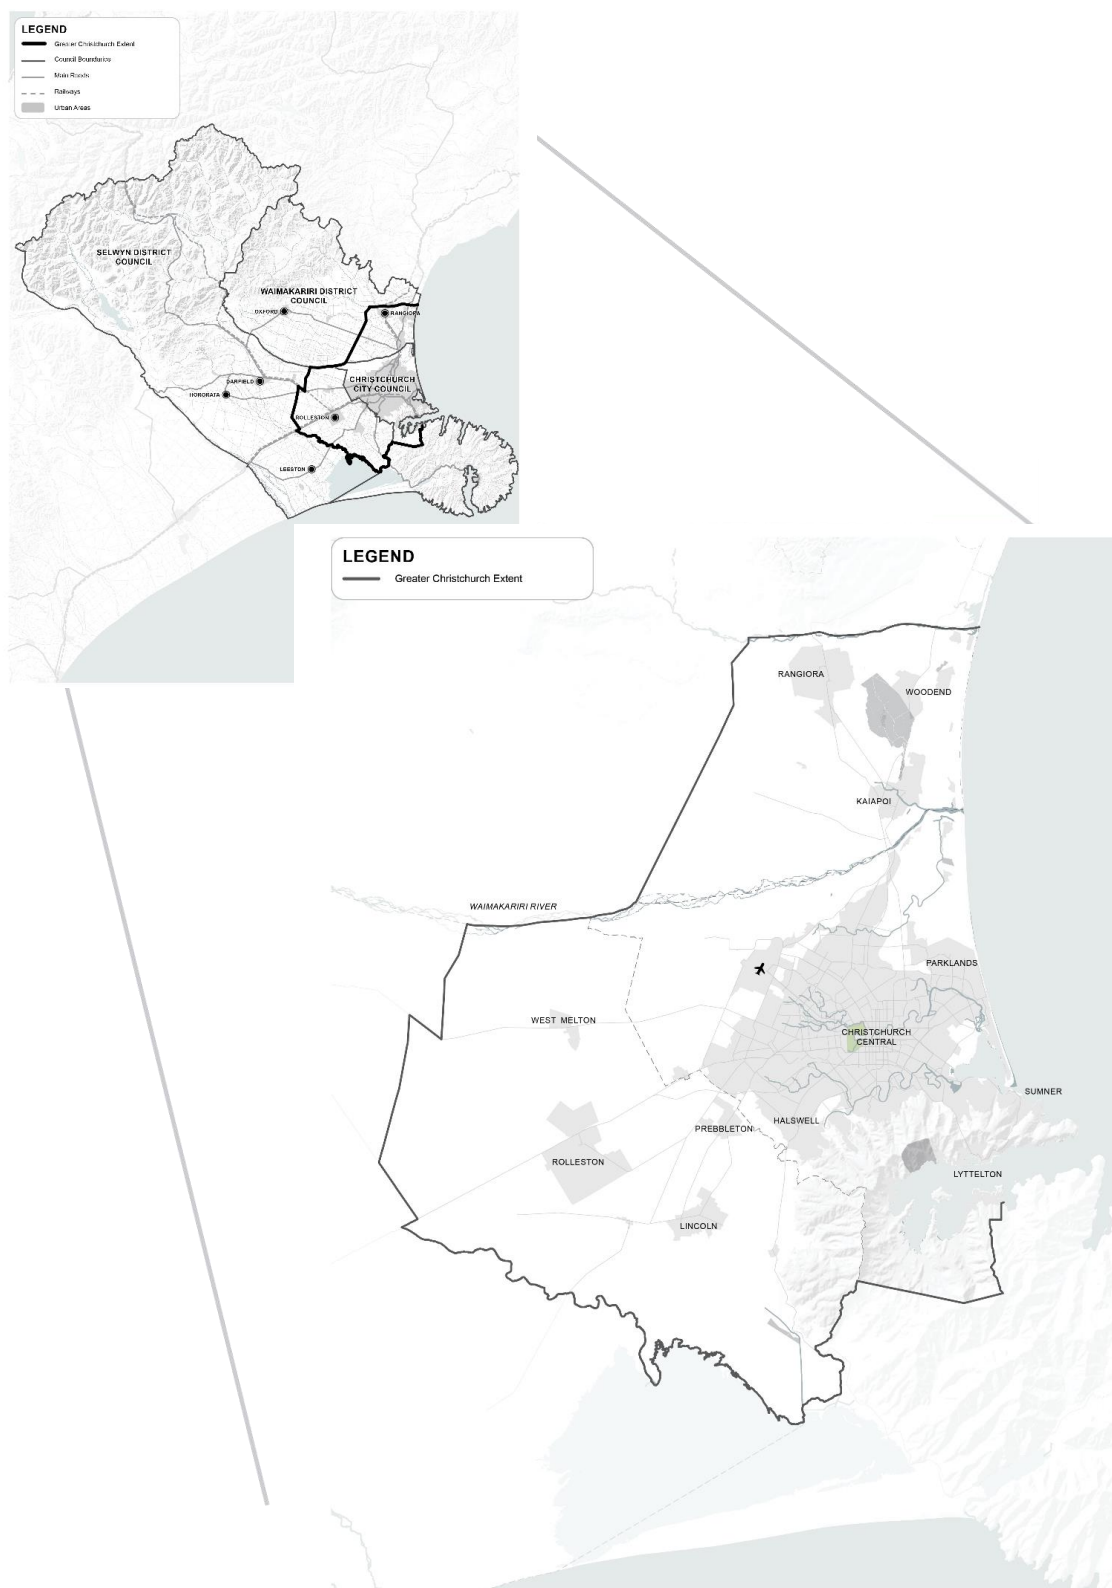 LEGEND
Greater Christchurch Extent
Council Boundaries
Main Roads
Railways
Urban Areas
SELWYN DISTRICT
COUNCIL
WAIMAKARIRI DISTRICT
COUNCIL
OXFORD
RANGIORA
DARFIELD
CHRISTCHURCH
CITY COUNCIL
HORORATA
ROLLESTON
LEESTON
LEGEND
Greater Christchurch Extent
RANGIORA
WOODEND
KAIAPOI
WAIMAKARIRI RIVER
PARKLANDS
WEST MELTON
CHRISTCHURCH
CENTRAL
SUMNER
HALSWELL
PREBBLETON
ROLLESTON
LYTTELTON
LINCOLN